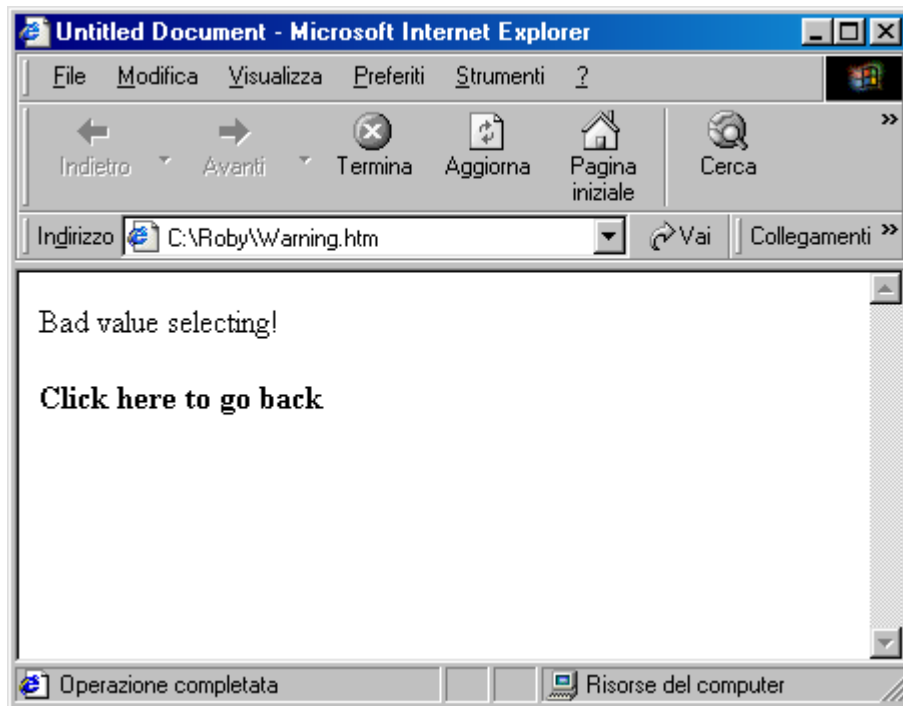 Untitled Document - Microsoft Internet Explorer
File Modifica Visualizza Preferiti Strumenti ?
Indietro Avanti Termina Aggiorna Pagina iniziale Cerca »
Indirizzo C:\Roby\Warning.htm Vai Collegamenti »
Bad value selecting!
Click here to go back
Operazione completata Risorse del computer